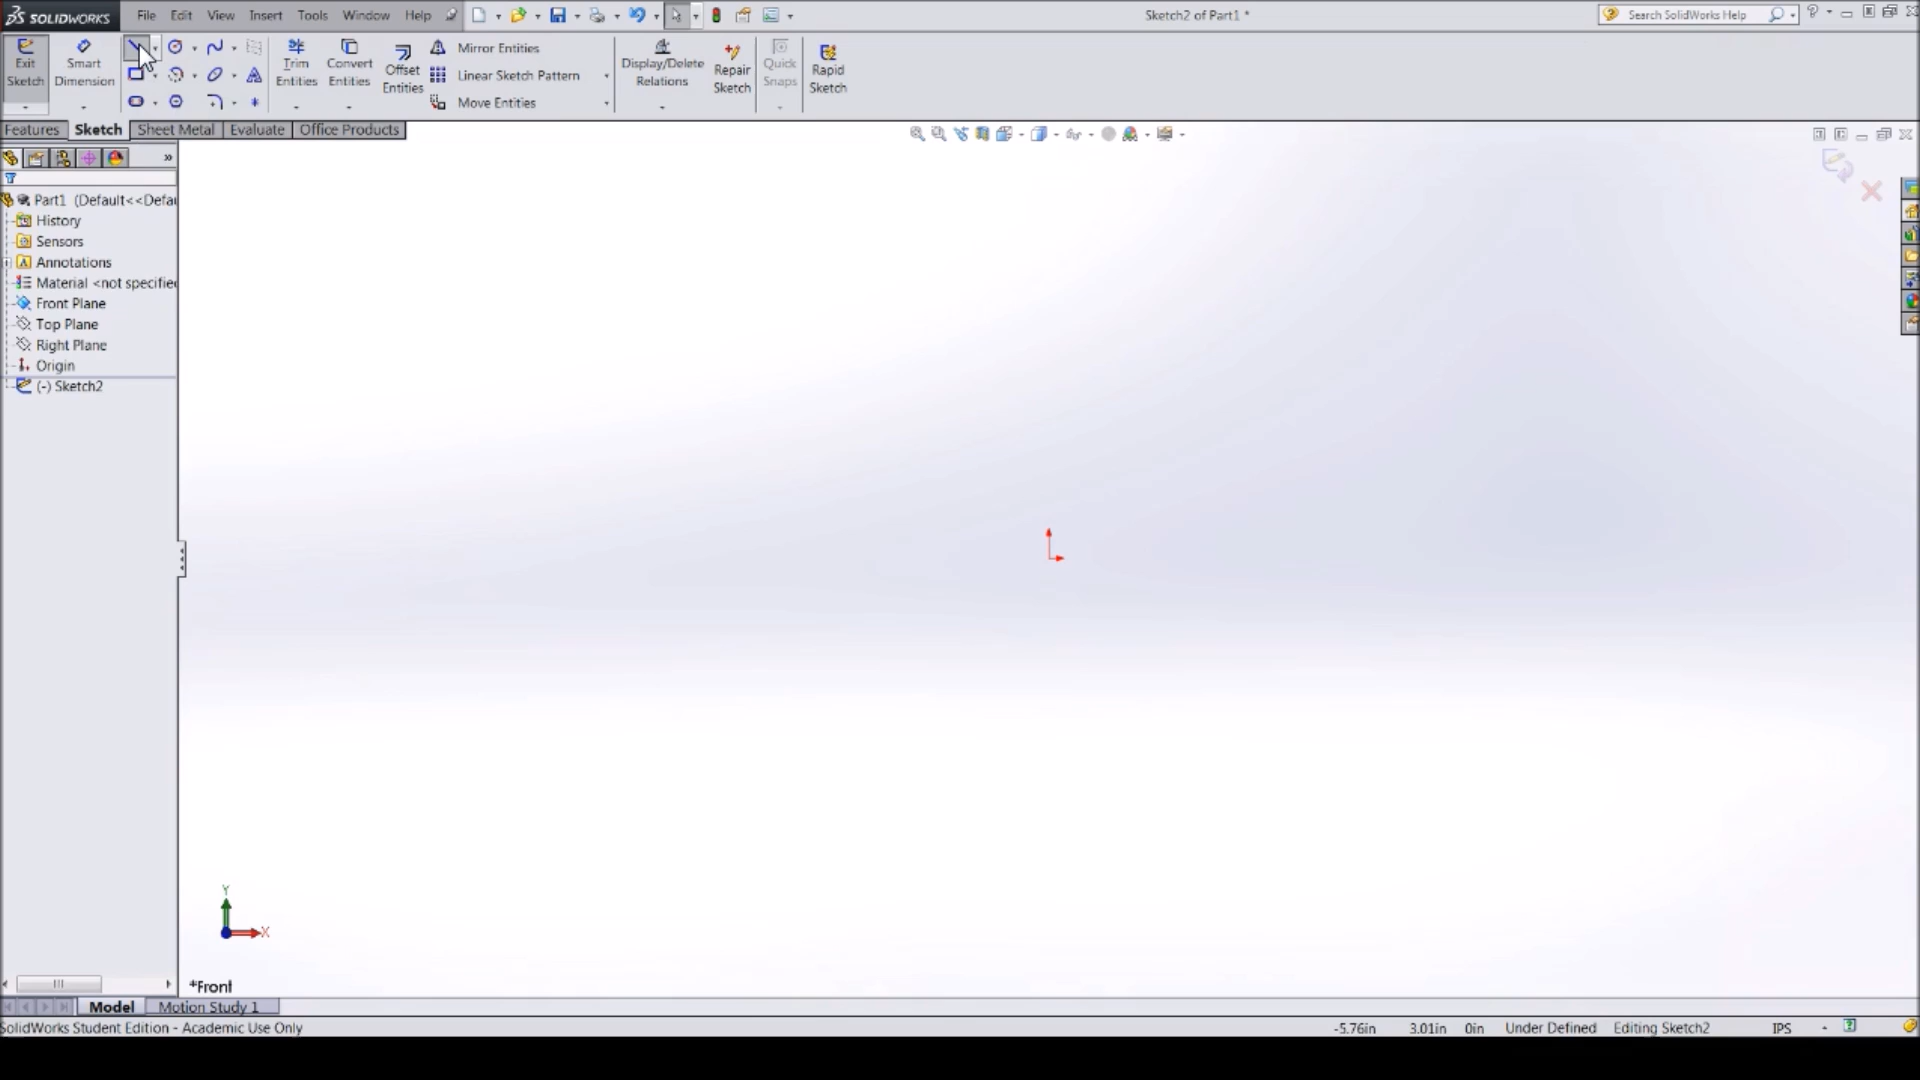 SOLIDWORKS File Edit View Insert Tools Window Help Sketch2 of Part1 * Search SolidWorks Help
Exit Sketch
Smart Dimension
Trim Entities
Convert Entities
Offset Entities
Mirror Entities
Linear Sketch Pattern
Move Entities
Display/Delete Relations
Repair Sketch
Quick Snaps
Rapid Sketch
Features Sketch Sheet Metal Evaluate Office Products
Part1 (Default<<Defau
History
Sensors
Annotations
Material <not specified
Front Plane
Top Plane
Right Plane
Origin
(-) Sketch2
Y
X
*Front
Model Motion Study 1
SolidWorks Student Edition - Academic Use Only -5.76in 3.01in 0in Under Defined Editing Sketch2 IPS